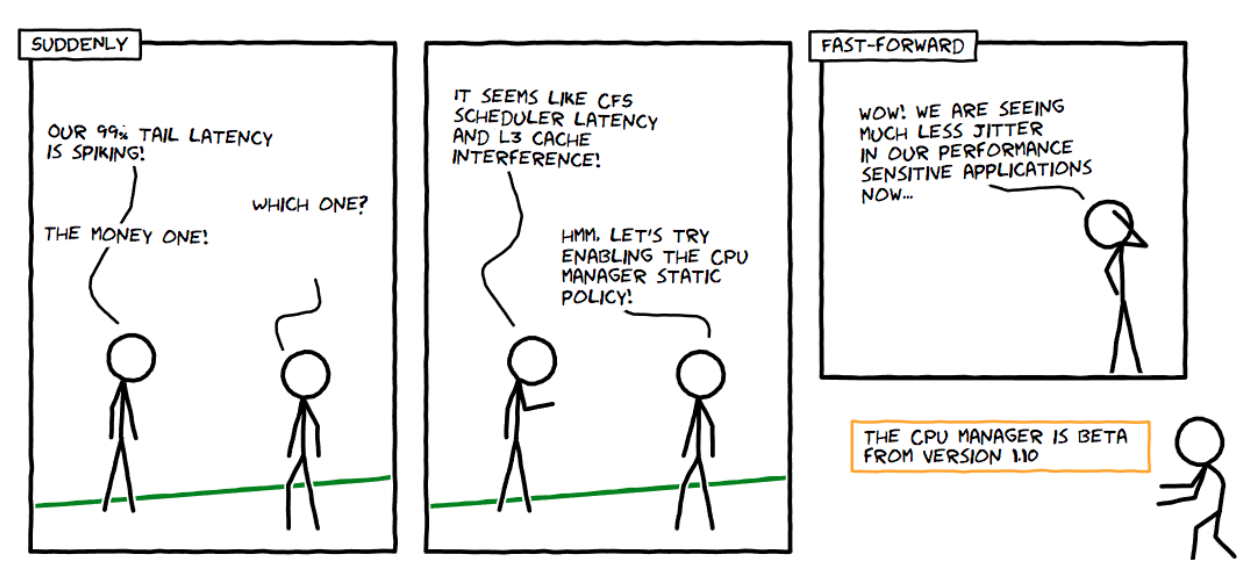 SUDDENLY
OUR 99% TAIL LATENCY
IS SPIKING!
WHICH ONE?
THE MONEY ONE!
IT SEEMS LIKE CFS
SCHEDULER LATENCY
AND L3 CACHE
INTERFERENCE!
HMM, LET'S TRY
ENABLING THE CPU
MANAGER STATIC
POLICY!
FAST-FORWARD
WOW! WE ARE SEEING
MUCH LESS JITTER
IN OUR PERFORMANCE
SENSITIVE APPLICATIONS
NOW...
THE CPU MANAGER IS BETA
FROM VERSION 1.10